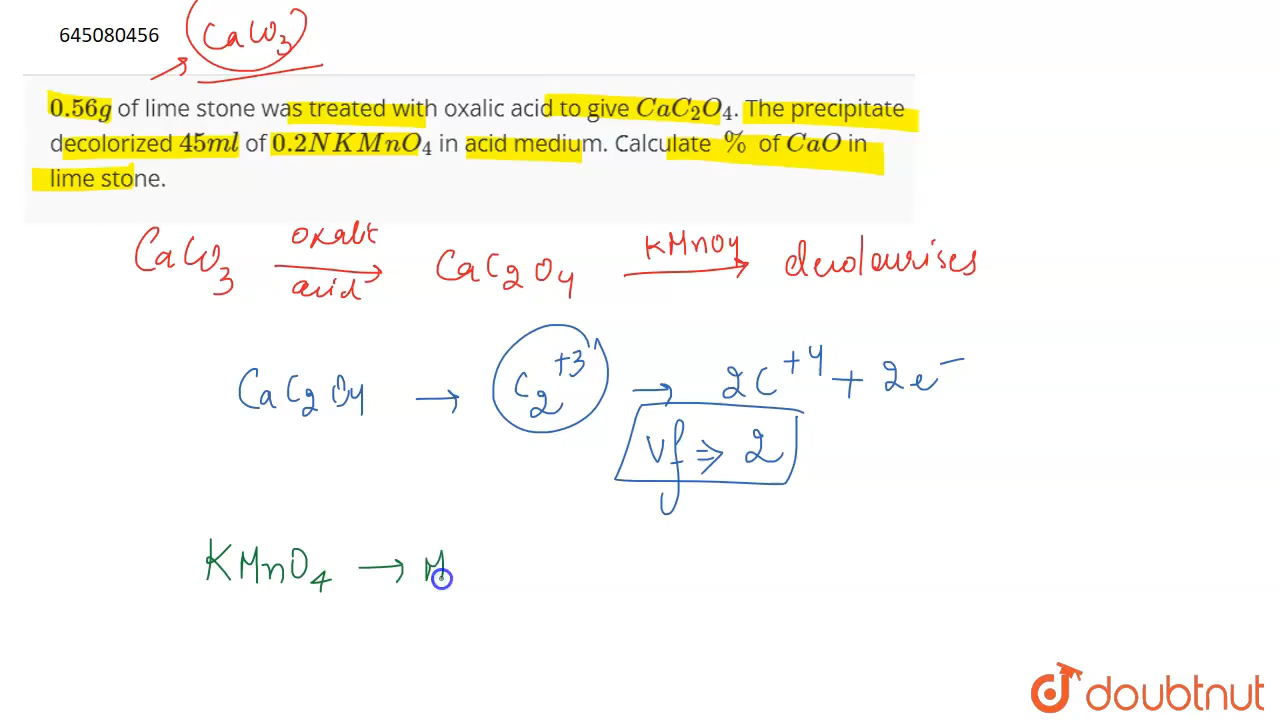 645080456
CaCO3
0.56g of lime stone was treated with oxalic acid to give CaC2O4. The precipitate
decolorized 45ml of 0.2NKMnO4 in acid medium. Calculate % of CaO in
lime stone.
CaCO3 oxalic acid → CaC2O4 KMnO4 → decolourises
CaC2O4 → C2+3 → 2C+4 + 2e−
vf ⇒ 2
KMnO4 → M
doubtnut